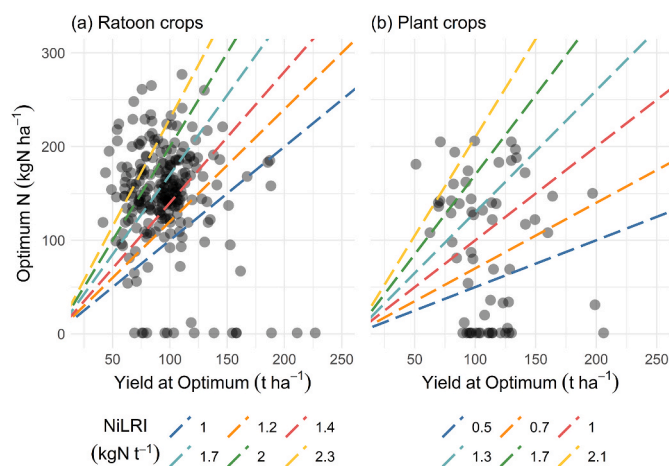 (a) Ratoon crops
(b) Plant crops
Optimum N (kgN ha⁻¹)
300
200
100
0
50 100 150 200 250
50 100 150 200 250
Yield at Optimum (t ha⁻¹)
Yield at Optimum (t ha⁻¹)
NiLRI
(kgN t⁻¹)
1 1.2 1.4
1.7 2 2.3
0.5 0.7 1
1.3 1.7 2.1